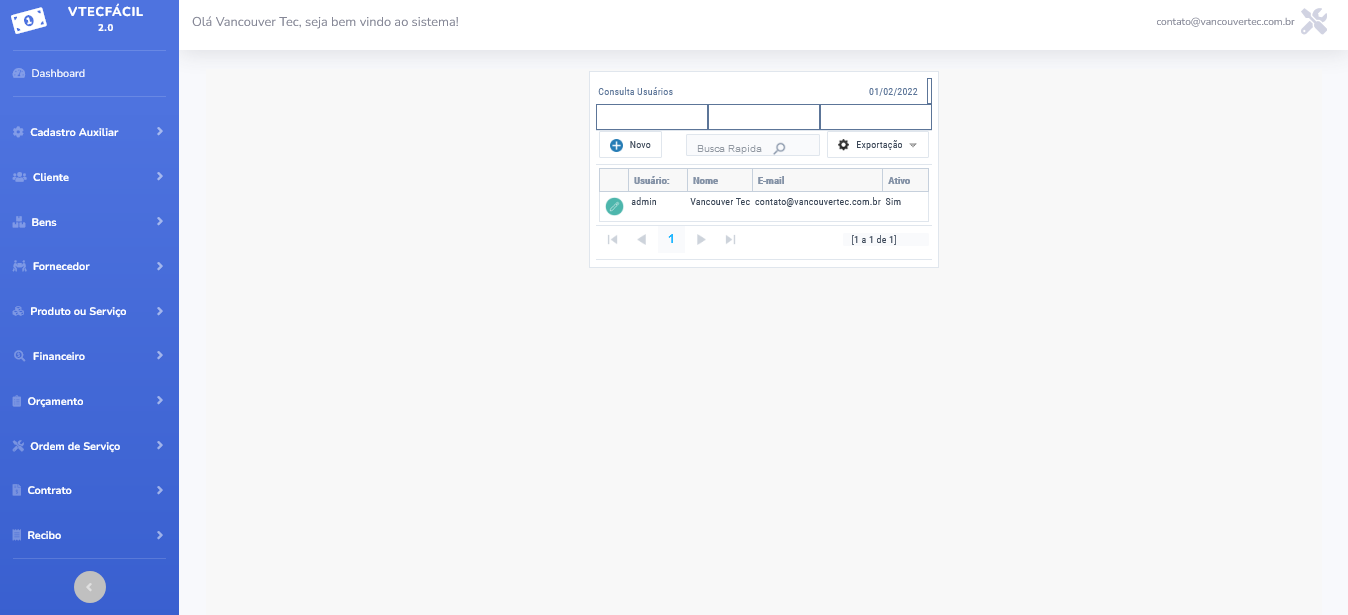 VTECFÁCIL
2.0
Olá Vancouver Tec, seja bem vindo ao sistema!
contato@vancouvertec.com.br
Dashboard
Cadastro Auxiliar
Cliente
Bens
Fornecedor
Produto ou Serviço
Financeiro
Orçamento
Ordem de Serviço
Contrato
Recibo
Consulta Usuários 01/02/2022
Novo Busca Rapida Exportação
Usuário: Nome E-mail Ativo
admin Vancouver Tec contato@vancouvertec.com.br Sim
1 [1 a 1 de 1]